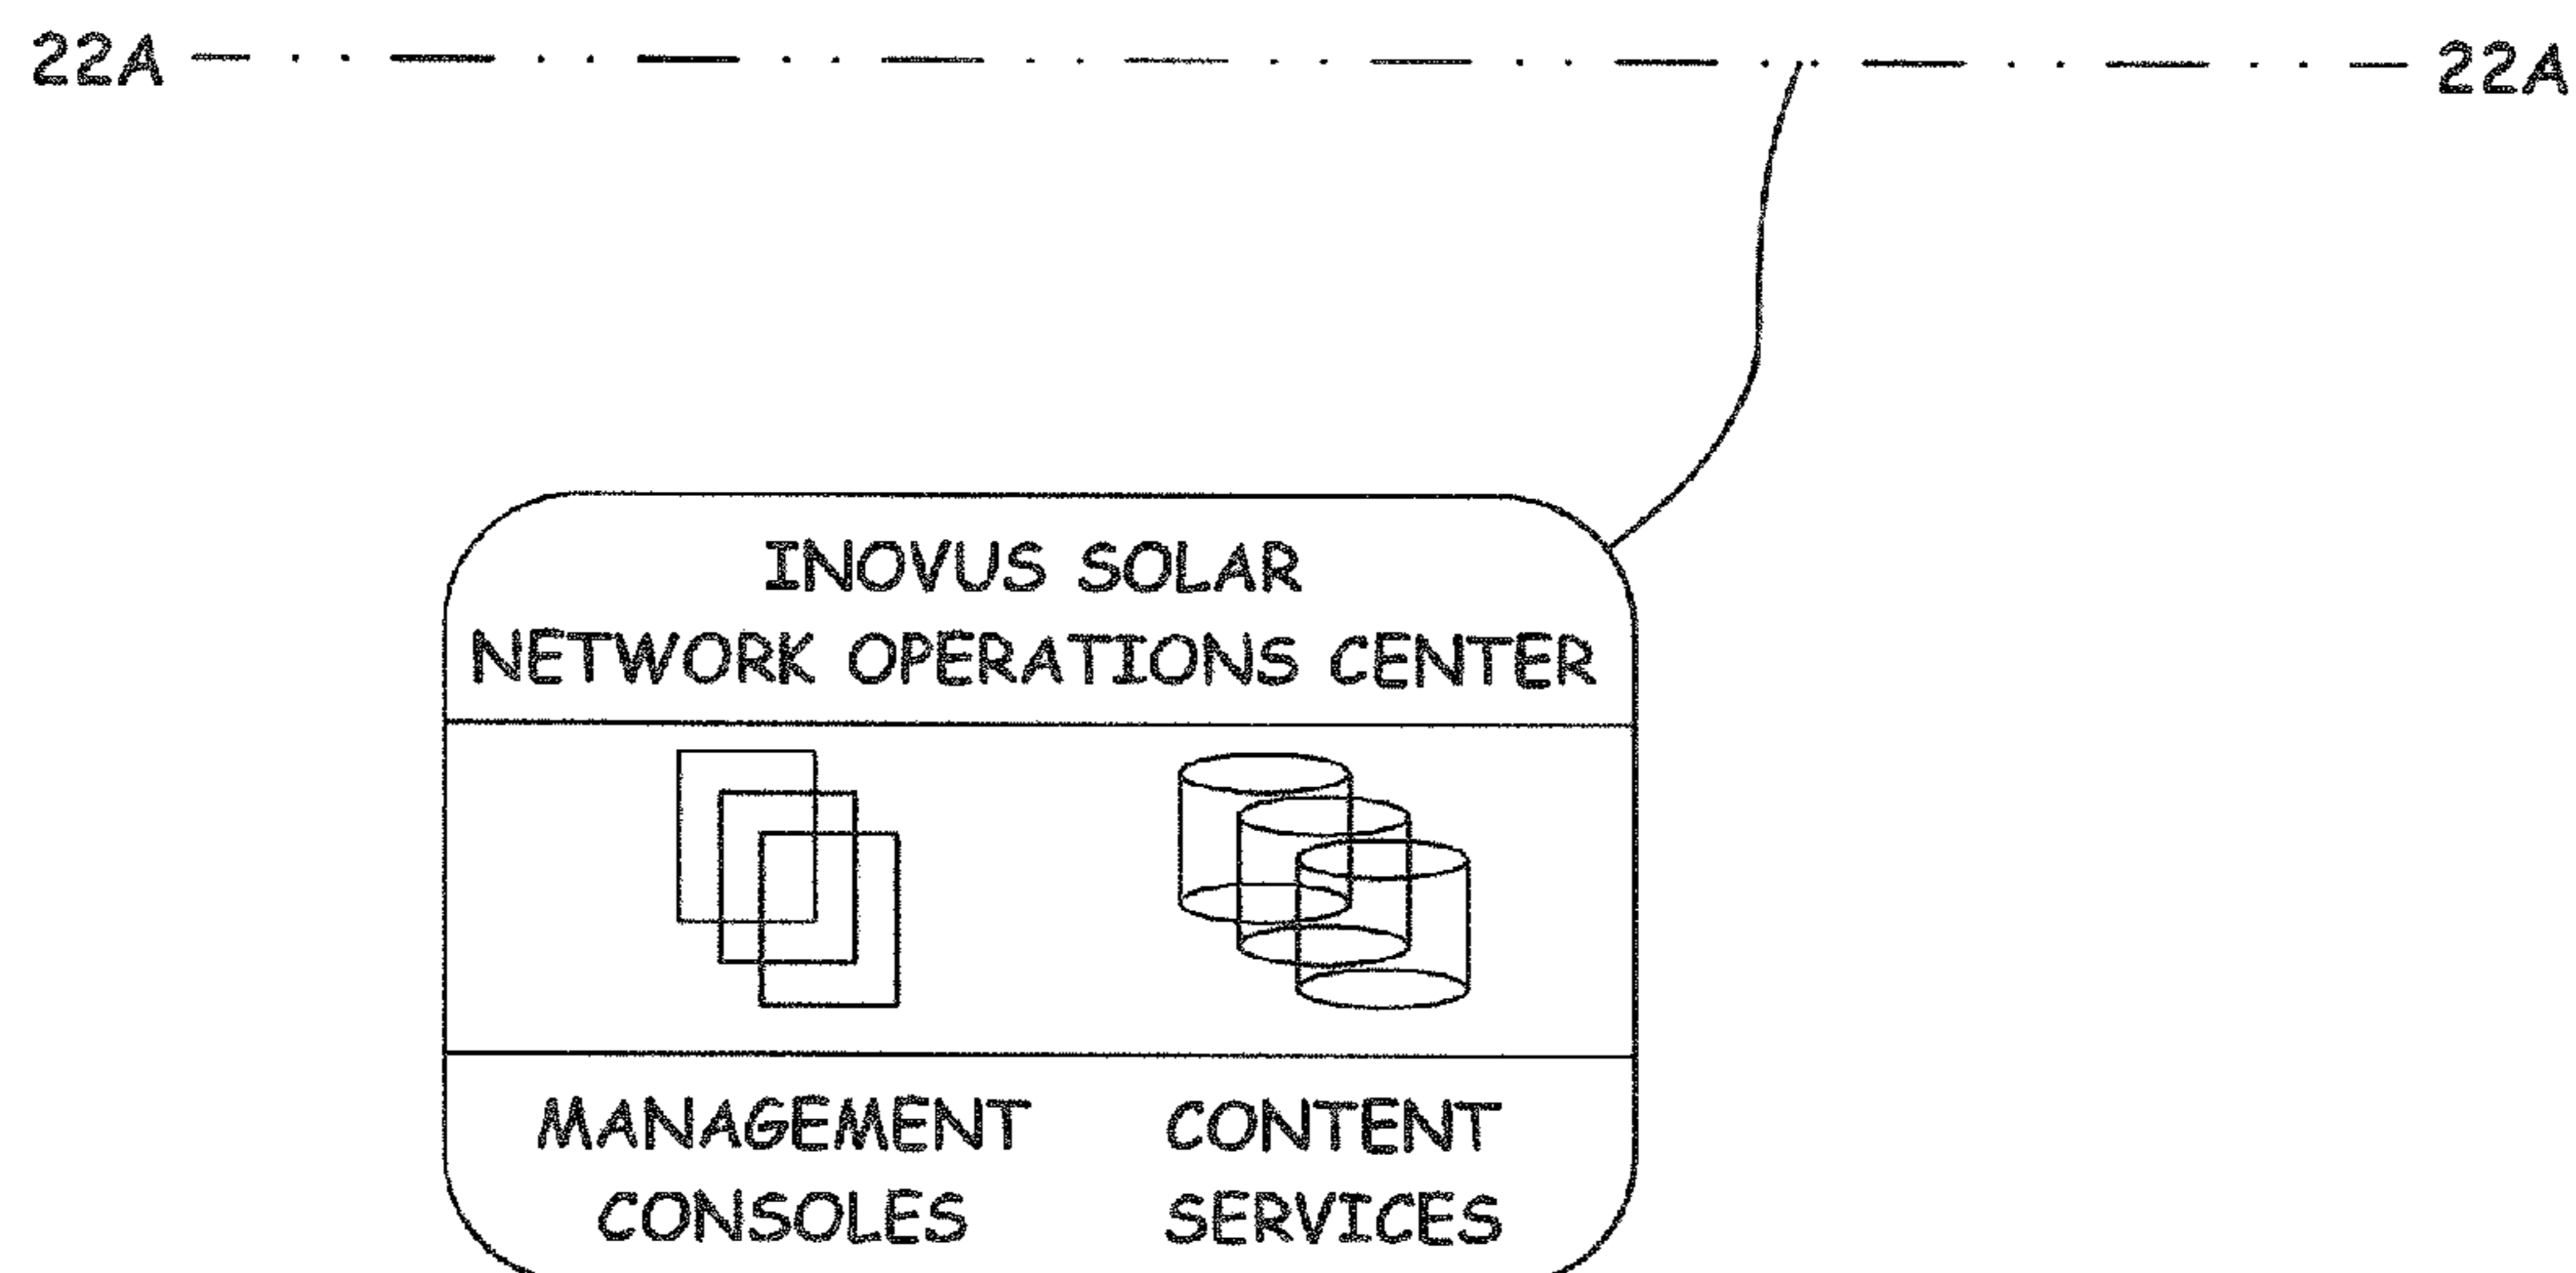 22A 22A
INOVUS SOLAR
NETWORK OPERATIONS CENTER
MANAGEMENT CONTENT
CONSOLES SERVICES